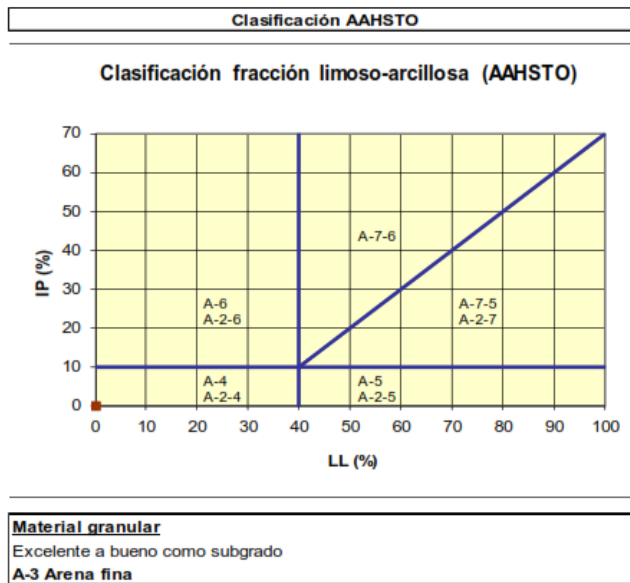 Clasificación AAHSTO
Clasificación fracción limoso-arcillosa (AAHSTO)
IP (%)
70
60
50
40
30
20
10
0
A-7-6
A-6
A-2-6
A-7-5
A-2-7
A-4
A-2-4
A-5
A-2-5
0 10 20 30 40 50 60 70 80 90 100
LL (%)
Material granular
Excelente a bueno como subgrado
A-3 Arena fina